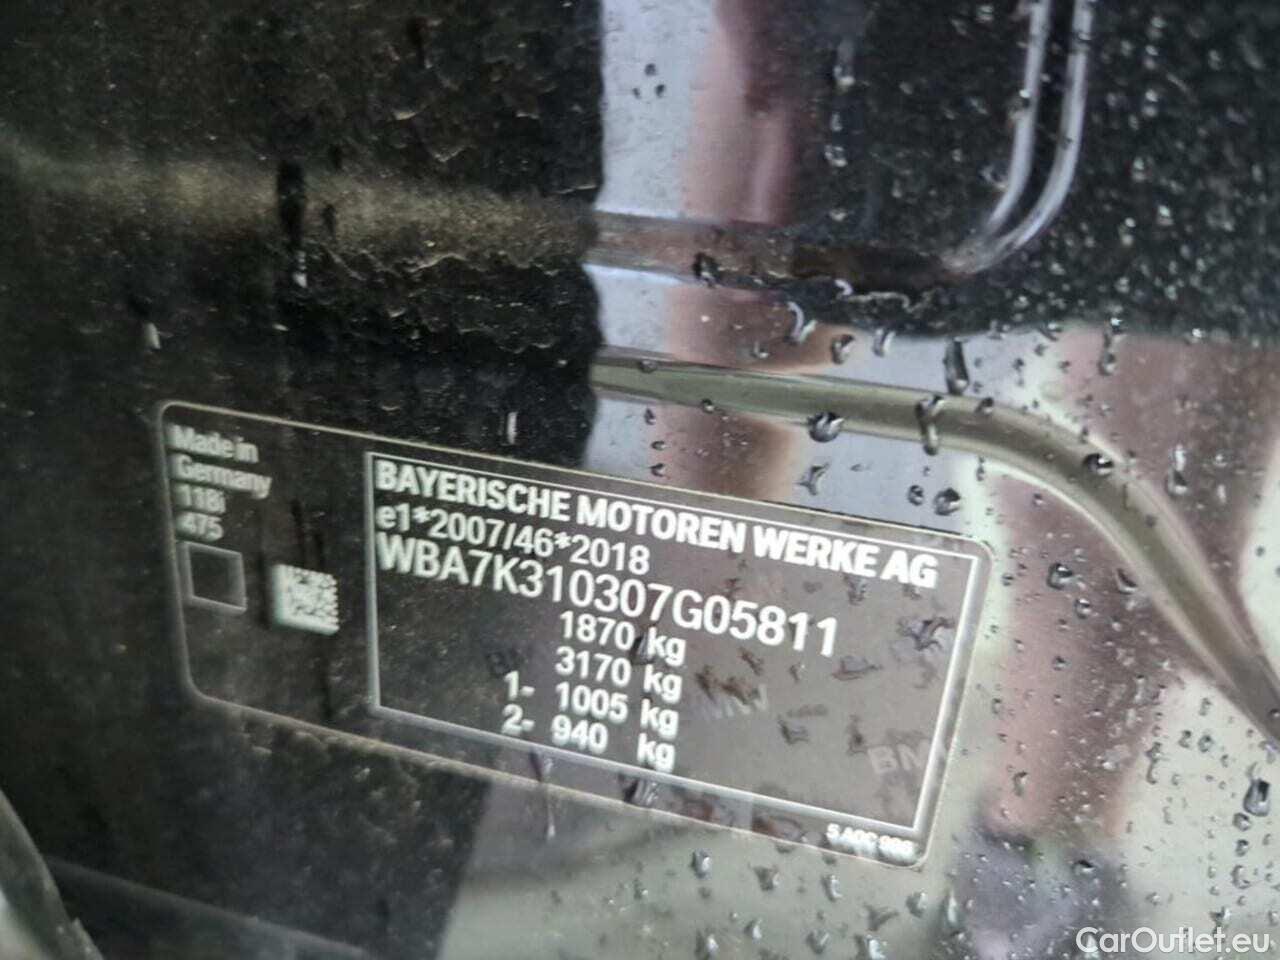 Made in
Germany
118i
475
BAYERISCHE MOTOREN WERKE AG
e1*2007/46*2018
WBA7K310307G05811
1870 kg
3170 kg
1- 1005 kg
2- 940 kg
CarOutlet.eu